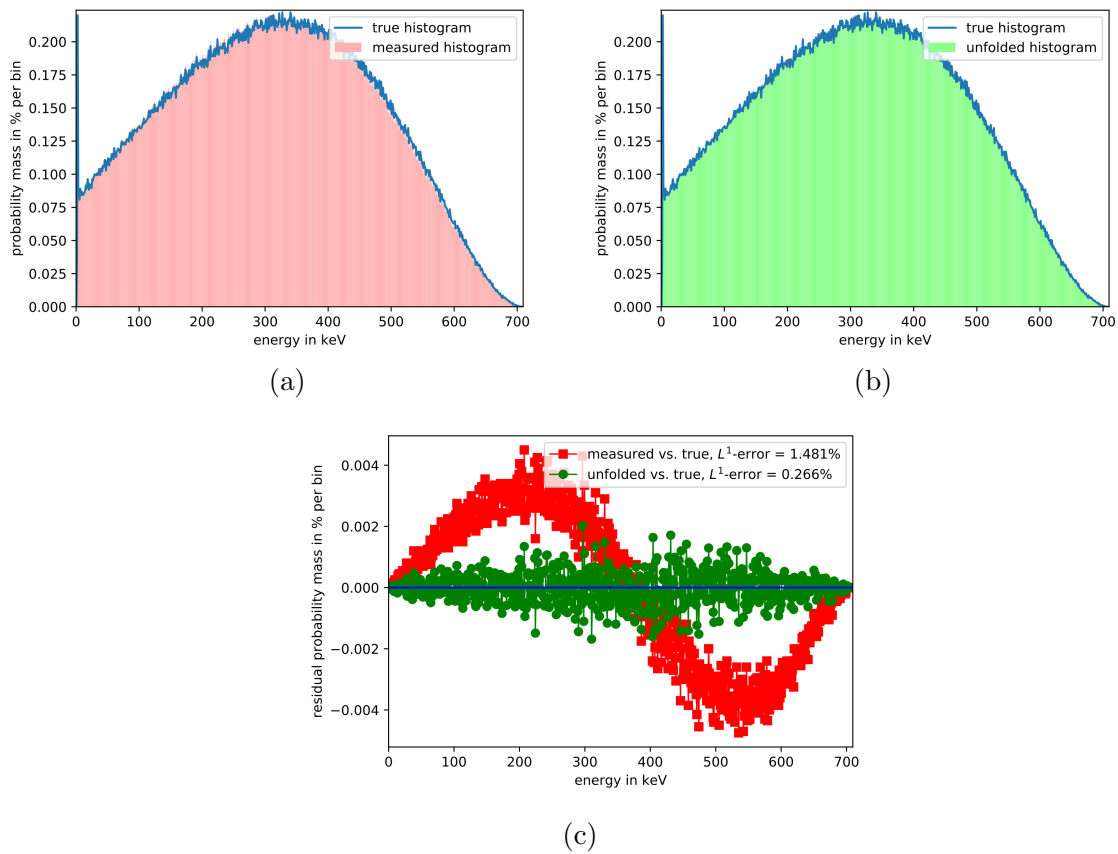 true histogram
measured histogram
probability mass in % per bin
0.200
0.175
0.150
0.125
0.100
0.075
0.050
0.025
0.000
0 100 200 300 400 500 600 700
energy in keV
(a)
true histogram
unfolded histogram
probability mass in % per bin
0.200
0.175
0.150
0.125
0.100
0.075
0.050
0.025
0.000
0 100 200 300 400 500 600 700
energy in keV
(b)
measured vs. true, L¹-error = 1.481%
unfolded vs. true, L¹-error = 0.266%
residual probability mass in % per bin
0.004
0.002
0.000
−0.002
−0.004
0 100 200 300 400 500 600 700
energy in keV
(c)